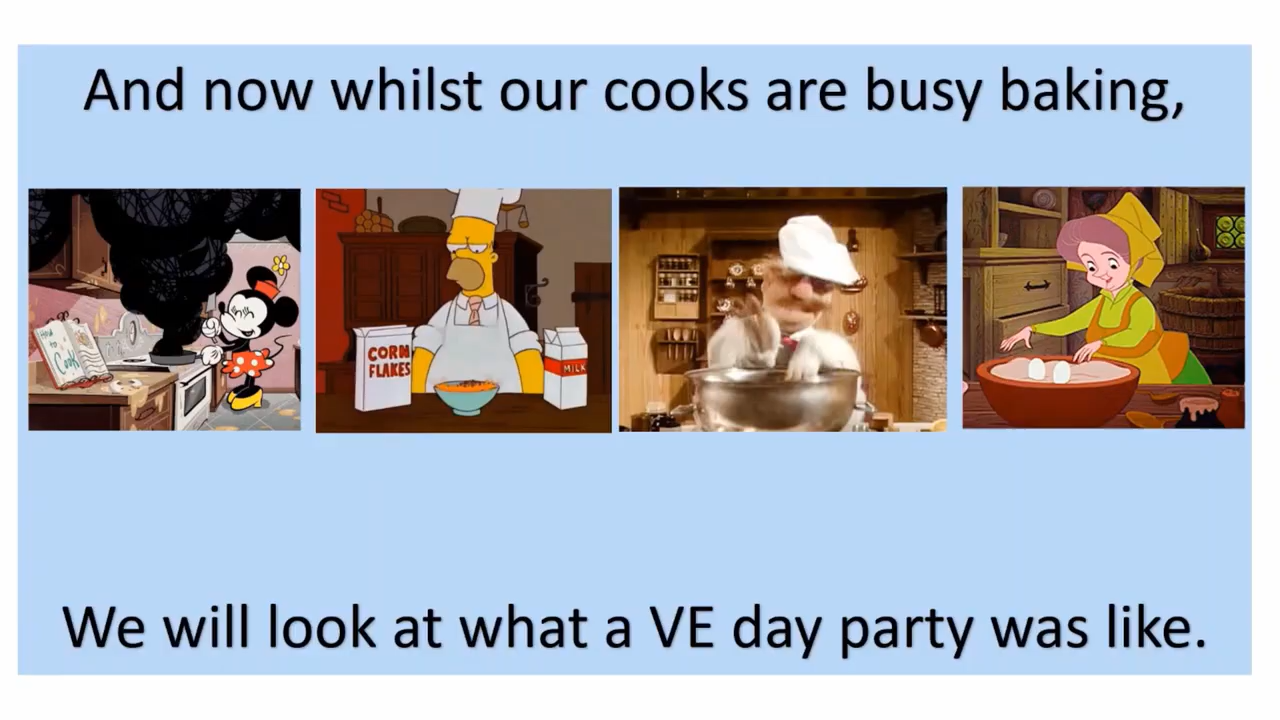 And now whilst our cooks are busy baking,
How
to
Cook
CORN
FLAKES
MILK
We will look at what a VE day party was like.